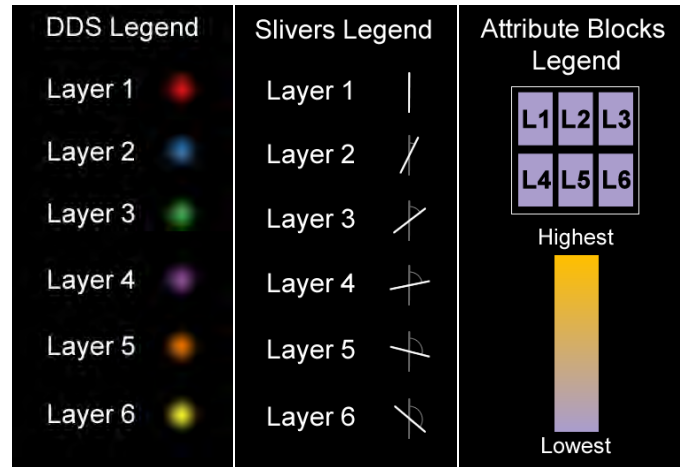 DDS Legend
Layer 1
Layer 2
Layer 3
Layer 4
Layer 5
Layer 6
Slivers Legend
Layer 1
Layer 2
Layer 3
Layer 4
Layer 5
Layer 6
Attribute Blocks
Legend
L1 L2 L3
L4 L5 L6
Highest
Lowest